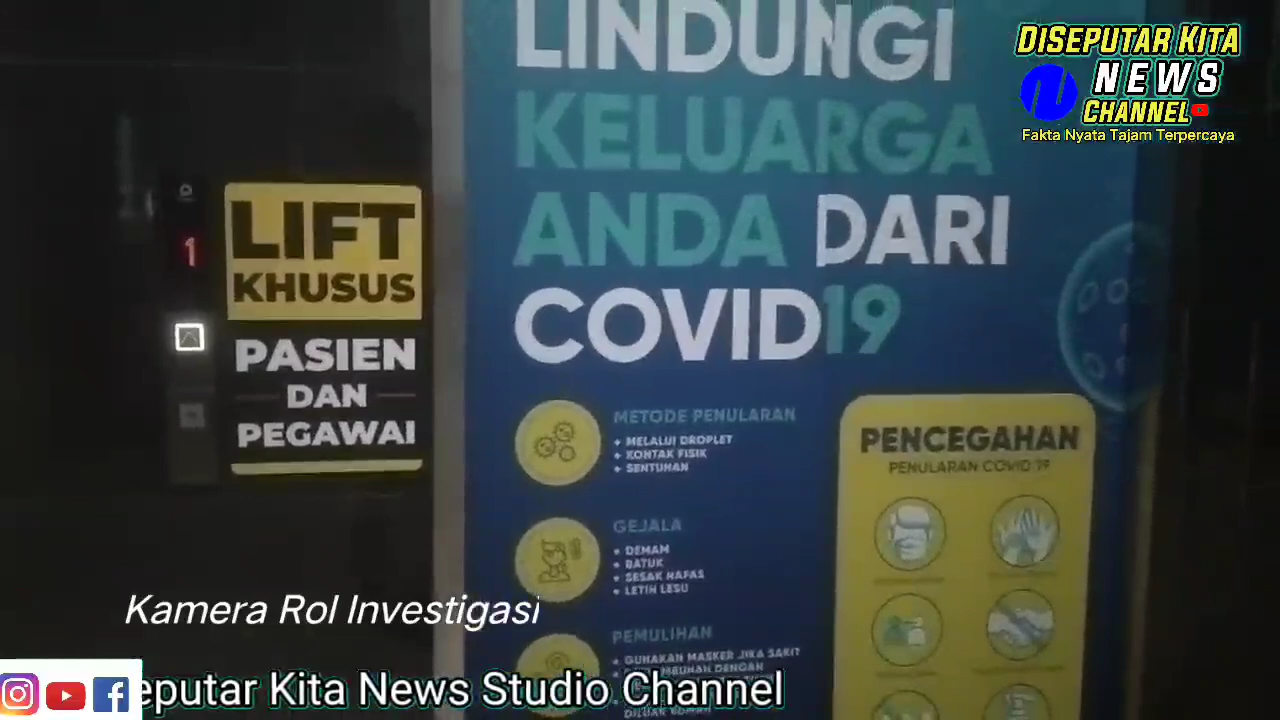 LINDUNGI
KELUARGA
ANDA DARI
COVID19
DISEPUTAR KITA
NEWS
CHANNEL
Fakta Nyata Tajam Terpercaya
1
LIFT
KHUSUS
PASIEN
DAN
PEGAWAI
METODE PENULARAN
+ MELALUI DROPLET
+ KONTAK FISIK
+ SENTUHAN
GEJALA
• DEMAM
• BATUK
• SESAK NAFAS
• LETIH LESU
PEMULIHAN
• GUNAKAN MASKER JIKA SAKIT
DENGAN
PENCEGAHAN
PENULARAN COVID 19
Kamera Rol Investigasi
eputar Kita News Studio Channel